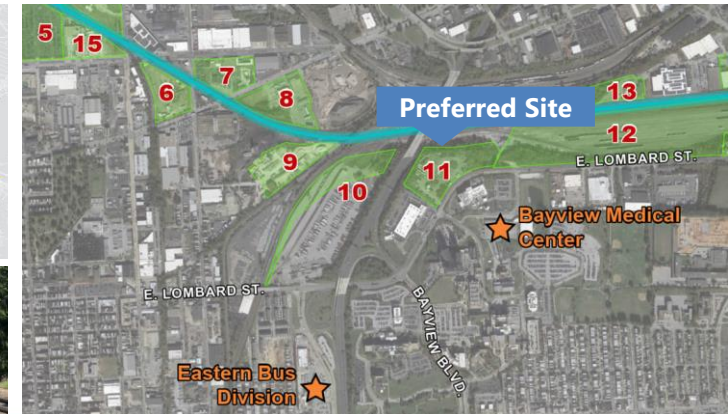 5
15
6
7
8
Preferred Site
13
12
9
10
11
E. LOMBARD ST.
Bayview Medical
Center
E. LOMBARD ST.
BAYVIEW BLVD.
Eastern Bus
Division